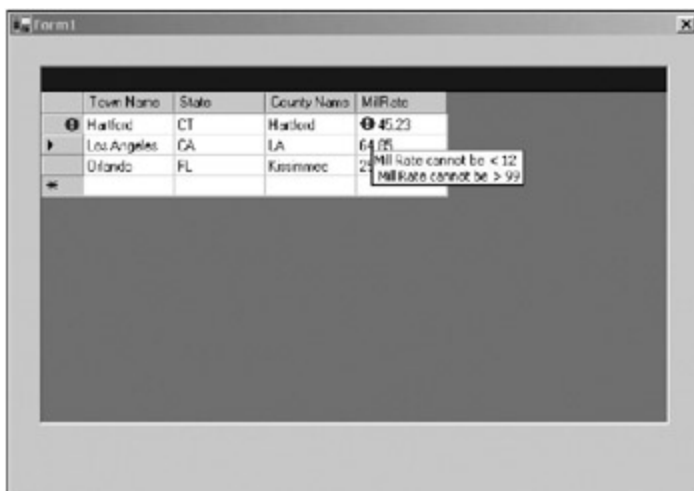 Form1
Town Name State County Name MillRate
Hartford CT Hartford 45.23
Los Angeles CA LA 64.85
Orlando FL Kissimmee
Mill Rate cannot be < 12
Mill Rate cannot be > 99